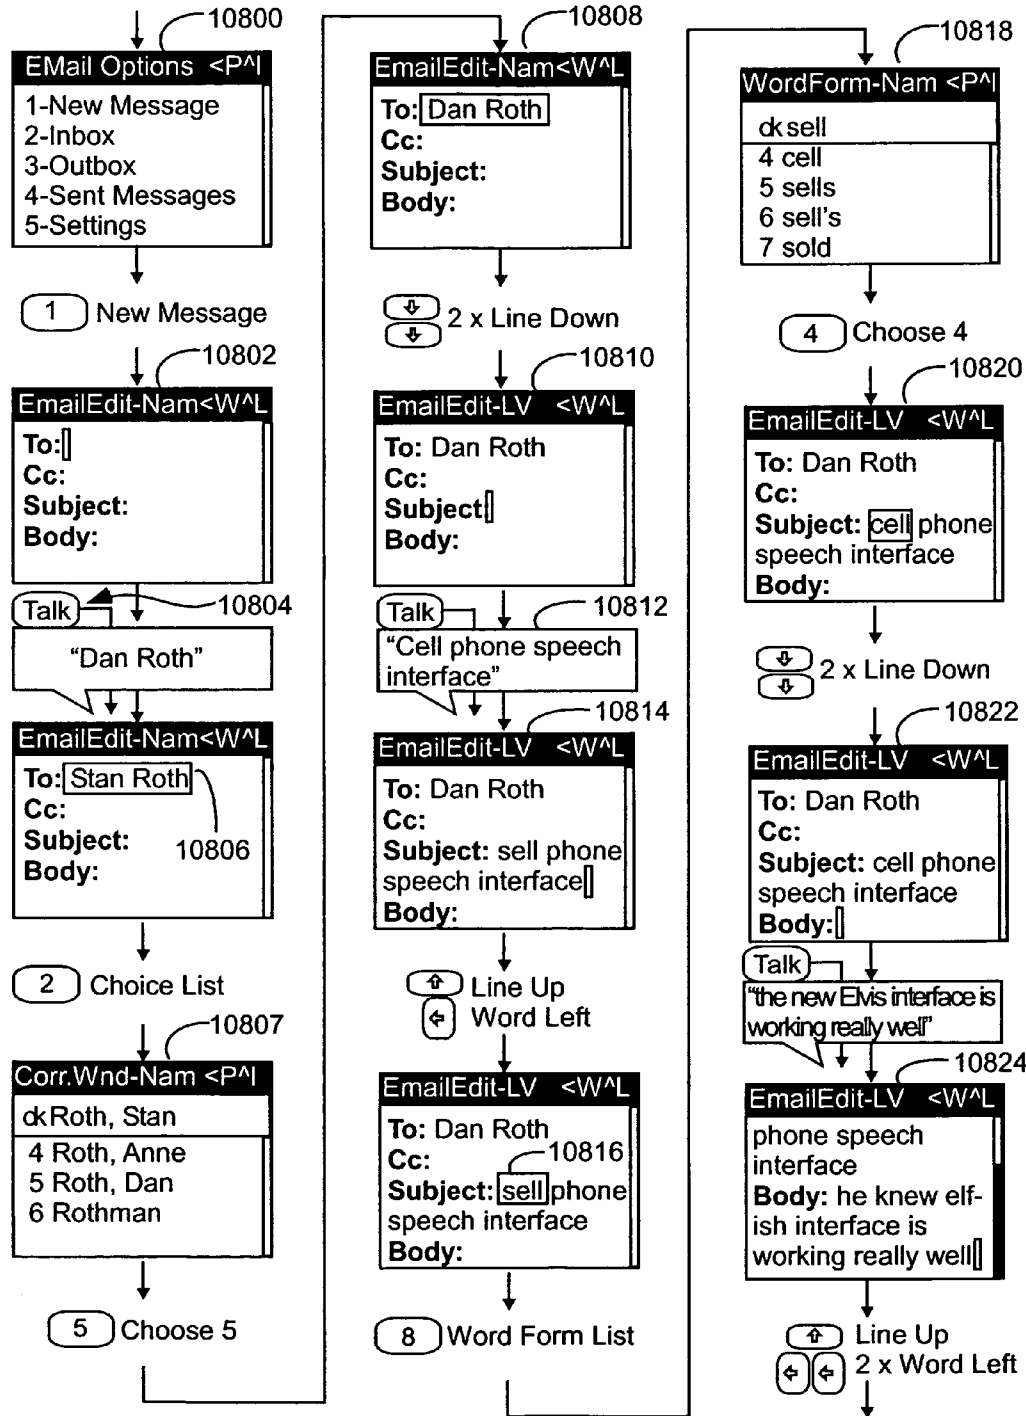 10800
EMail Options <P^I
1-New Message
2-Inbox
3-Outbox
4-Sent Messages
5-Settings
1 New Message
10802
EmailEdit-Nam<W^L
To:
Cc:
Subject:
Body:
Talk
10804
“Dan Roth”
EmailEdit-Nam<W^L
To: Stan Roth
Cc:
Subject:
10806
Body:
2 Choice List
10807
Corr.Wnd-Nam <P^I
ok Roth, Stan
4 Roth, Anne
5 Roth, Dan
6 Rothman
5 Choose 5
10808
EmailEdit-Nam<W^L
To: Dan Roth
Cc:
Subject:
Body:
2 x Line Down
10810
EmailEdit-LV <W^L
To: Dan Roth
Cc:
Subject:
Body:
Talk
10812
“Cell phone speech
interface”
10814
EmailEdit-LV <W^L
To: Dan Roth
Cc:
Subject: sell phone
speech interface
Body:
Line Up
Word Left
EmailEdit-LV <W^L
To: Dan Roth
Cc:
10816
Subject: sell phone
speech interface
Body:
8 Word Form List
10818
WordForm-Nam <P^I
ok sell
4 cell
5 sells
6 sell's
7 sold
4 Choose 4
10820
EmailEdit-LV <W^L
To: Dan Roth
Cc:
Subject: cell phone
speech interface
Body:
2 x Line Down
10822
EmailEdit-LV <W^L
To: Dan Roth
Cc:
Subject: cell phone
speech interface
Body:
Talk
“the new Elvis interface is
working really well”
10824
EmailEdit-LV <W^L
phone speech
interface
Body: he knew elf-
ish interface is
working really well
Line Up
2 x Word Left